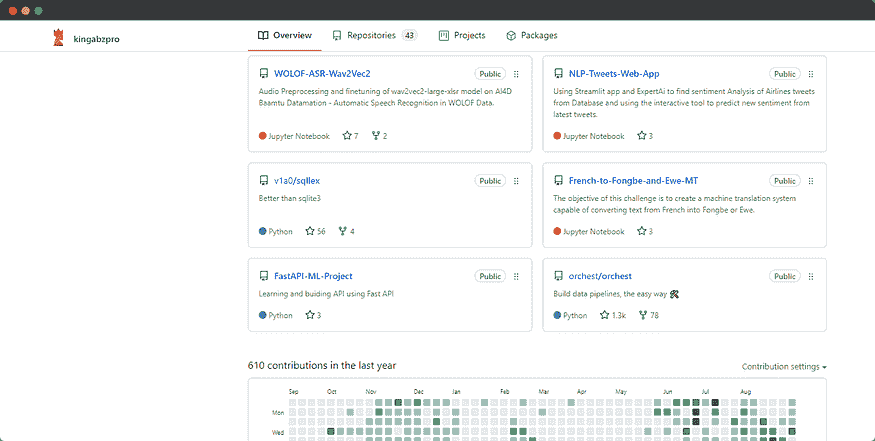 kingabzpro
Overview
Repositories 43
Projects
Packages
WOLOF-ASR-Wav2Vec2
Public
Audio Preprocessing and finetuning of wav2vec2-large-xlsr model on AI4D
Baamtu Datamation - Automatic Speech Recognition in WOLOF Data.
Jupyter Notebook 7 2
NLP-Tweets-Web-App
Public
Using Streamlit app and ExpertAi to find sentiment Analysis of Airlines tweets
from Database and using the interactive tool to predict new sentiment from
latest tweets.
Jupyter Notebook 3
v1a0/sqllex
Public
Better than sqlite3
Python 56 4
French-to-Fongbe-and-Ewe-MT
Public
The objective of this challenge is to create a machine translation system
capable of converting text from French into Fongbe or Ewe.
Jupyter Notebook 3
FastAPI-ML-Project
Public
Learning and buiding API using Fast API
Python 3
orchest/orchest
Public
Build data pipelines, the easy way 🛠
Python 1.3k 78
610 contributions in the last year
Contribution settings
Sep Oct Nov Dec Jan Feb Mar Apr May Jun Jul Aug
Mon
Wed